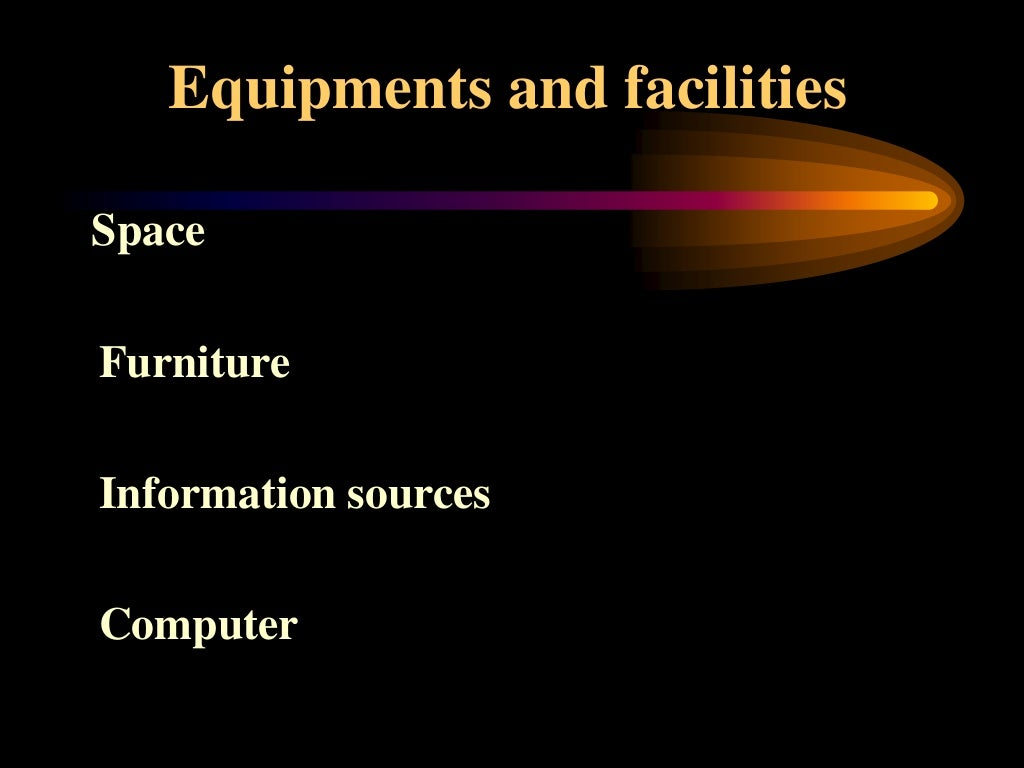 Equipments and facilities
Space
Furniture
Information sources
Computer